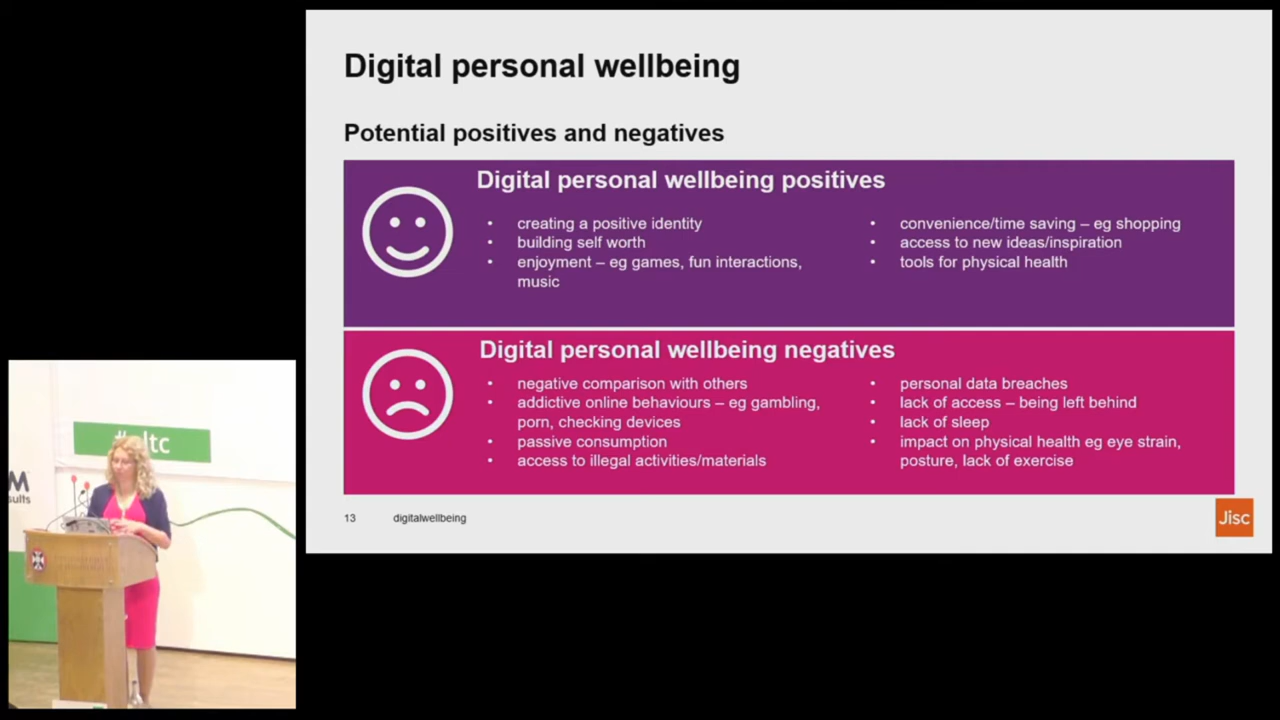 Digital personal wellbeing
Potential positives and negatives
Digital personal wellbeing positives
• creating a positive identity
• building self worth
• enjoyment – eg games, fun interactions,
music
• convenience/time saving – eg shopping
• access to new ideas/inspiration
• tools for physical health
Digital personal wellbeing negatives
• negative comparison with others
• addictive online behaviours – eg gambling,
porn, checking devices
• passive consumption
• access to illegal activities/materials
• personal data breaches
• lack of access – being left behind
• lack of sleep
• impact on physical health eg eye strain,
posture, lack of exercise
13 digitalwellbeing
Jisc